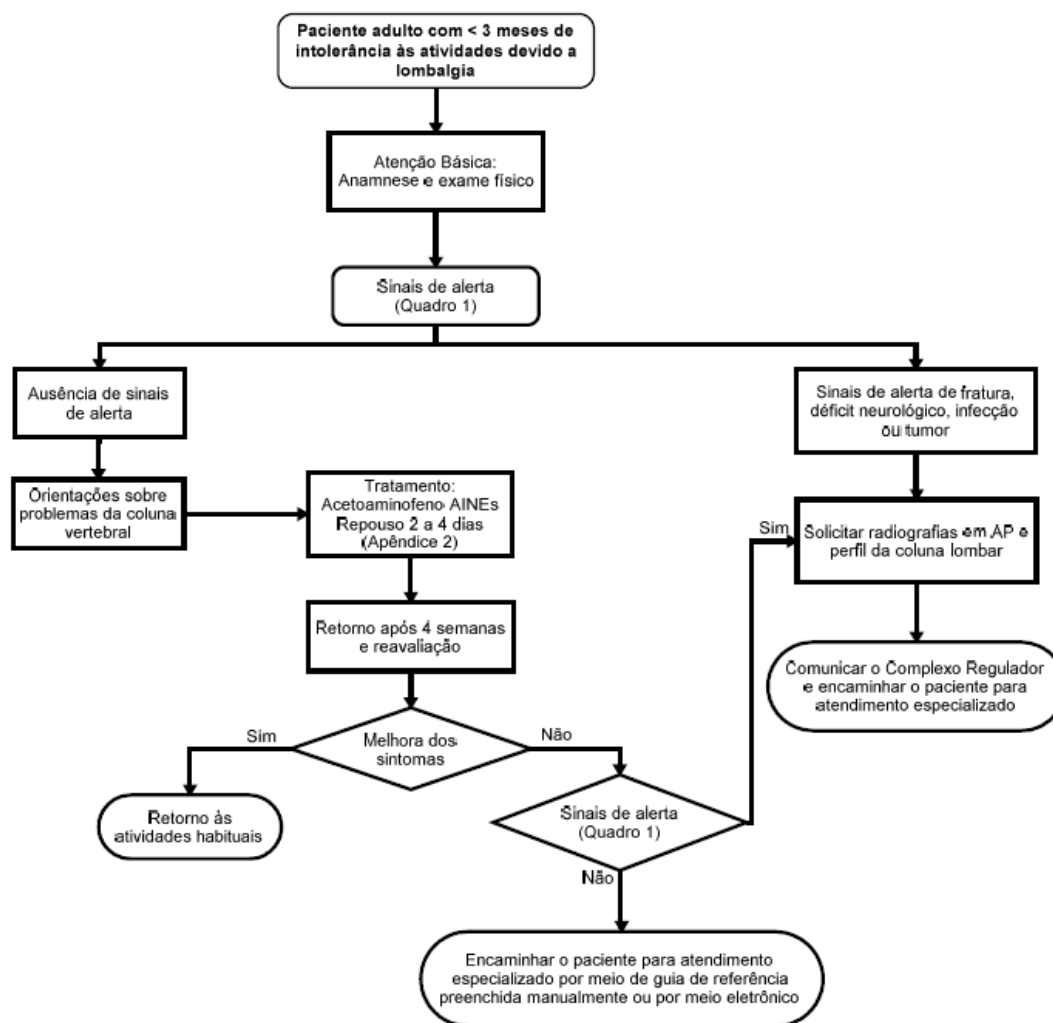 Paciente adulto com < 3 meses de
intolerância às atividades devido a
lombalgia
Atenção Básica:
Anamnese e exame físico
Sinais de alerta
(Quadro 1)
Ausência de sinais
de alerta
Sinais de alerta de fratura,
déficit neurológico, infecção
ou tumor
Orientações sobre
problemas da coluna
vertebral
Tratamento:
Acetoaminofeno AINEs
Repouso 2 a 4 dias
(Apêndice 2)
Sim
Solicitar radiografias em AP e
perfil da coluna lombar
Retorno após 4 semanas
e reavaliação
Comunicar o Complexo Regulador
e encaminhar o paciente para
atendimento especializado
Sim
Melhora dos
sintomas
Não
Retorno às
atividades habituais
Sinais de alerta
(Quadro 1)
Não
Encaminhar o paciente para atendimento
especializado por meio de guia de referência
preenchida manualmente ou por meio eletrônico